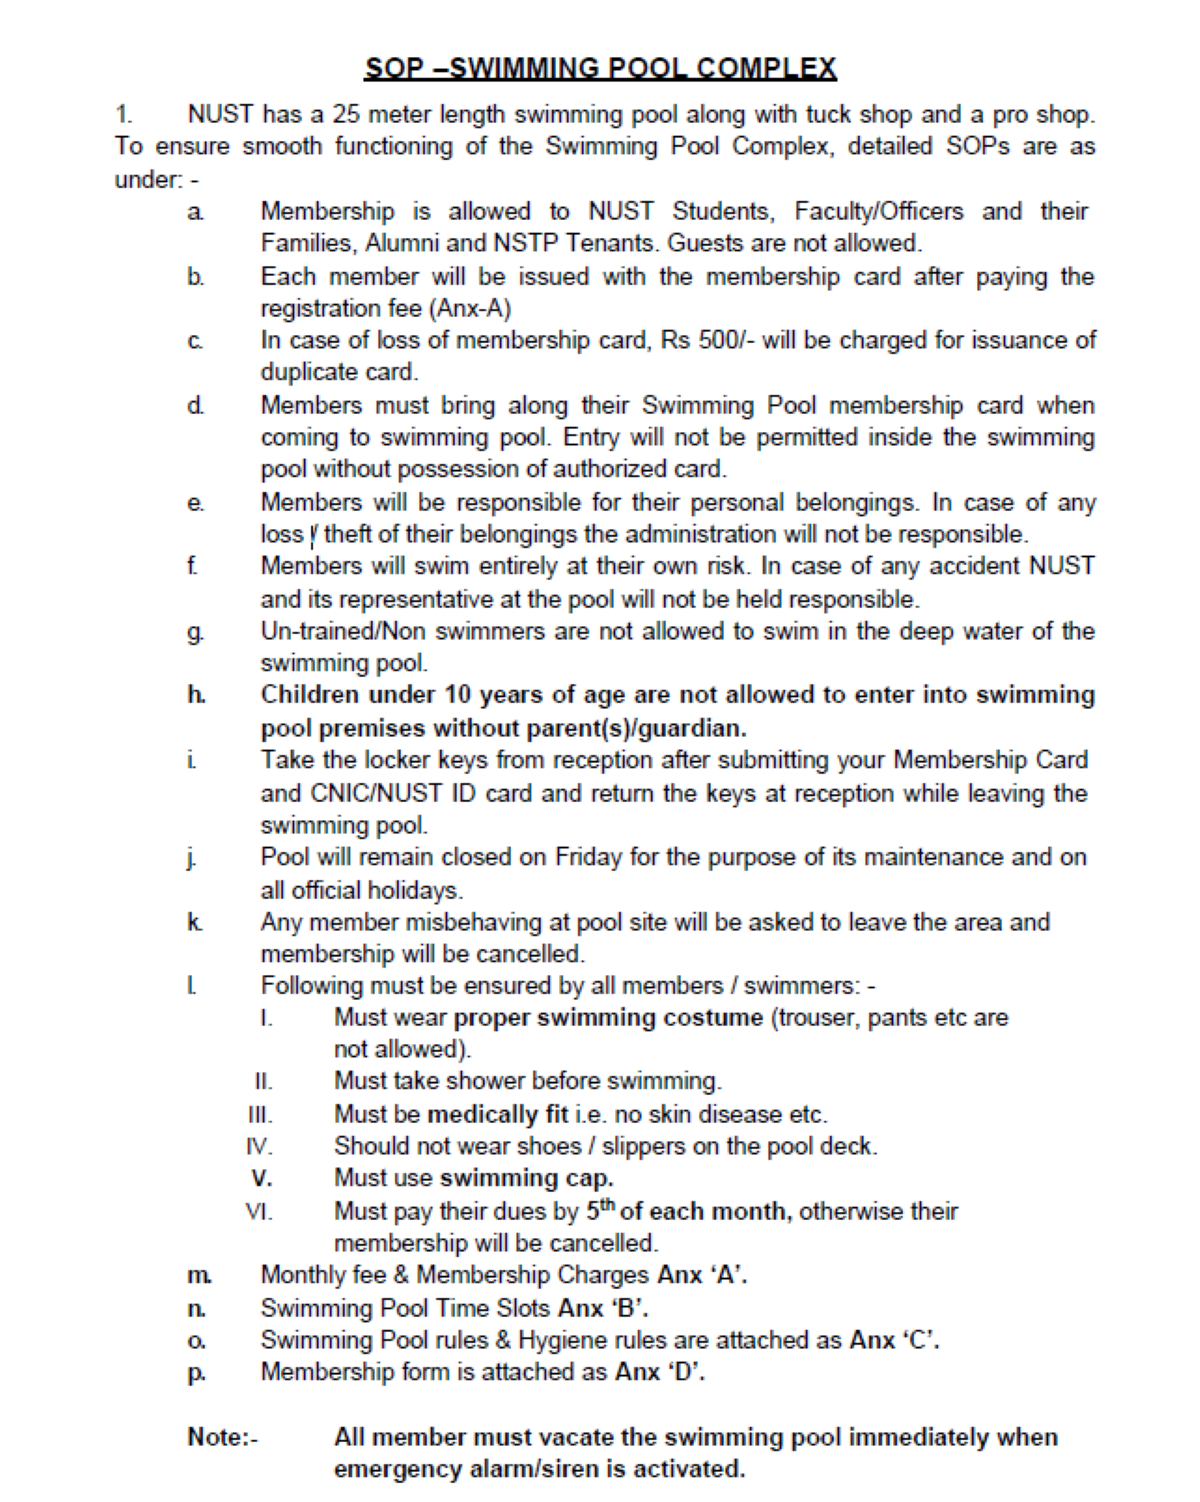 SOP –SWIMMING POOL COMPLEX
1. NUST has a 25 meter length swimming pool along with tuck shop and a pro shop.
To ensure smooth functioning of the Swimming Pool Complex, detailed SOPs are as
under: -
a. Membership is allowed to NUST Students, Faculty/Officers and their
Families, Alumni and NSTP Tenants. Guests are not allowed.
b. Each member will be issued with the membership card after paying the
registration fee (Anx-A)
c. In case of loss of membership card, Rs 500/- will be charged for issuance of
duplicate card.
d. Members must bring along their Swimming Pool membership card when
coming to swimming pool. Entry will not be permitted inside the swimming
pool without possession of authorized card.
e. Members will be responsible for their personal belongings. In case of any
loss / theft of their belongings the administration will not be responsible.
f. Members will swim entirely at their own risk. In case of any accident NUST
and its representative at the pool will not be held responsible.
g. Un-trained/Non swimmers are not allowed to swim in the deep water of the
swimming pool.
h. Children under 10 years of age are not allowed to enter into swimming
pool premises without parent(s)/guardian.
i. Take the locker keys from reception after submitting your Membership Card
and CNIC/NUST ID card and return the keys at reception while leaving the
swimming pool.
j. Pool will remain closed on Friday for the purpose of its maintenance and on
all official holidays.
k. Any member misbehaving at pool site will be asked to leave the area and
membership will be cancelled.
l. Following must be ensured by all members / swimmers: -
I. Must wear proper swimming costume (trouser, pants etc are
not allowed).
II. Must take shower before swimming.
III. Must be medically fit i.e. no skin disease etc.
IV. Should not wear shoes / slippers on the pool deck.
V. Must use swimming cap.
VI. Must pay their dues by 5th of each month, otherwise their
membership will be cancelled.
m. Monthly fee & Membership Charges Anx ‘A’.
n. Swimming Pool Time Slots Anx ‘B’.
o. Swimming Pool rules & Hygiene rules are attached as Anx ‘C’.
p. Membership form is attached as Anx ‘D’.
Note:- All member must vacate the swimming pool immediately when
emergency alarm/siren is activated.